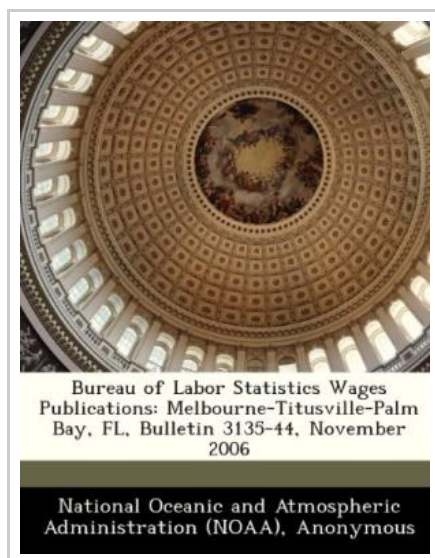 Bureau of Labor Statistics Wages
Publications: Melbourne-Titusville-Palm
Bay, FL, Bulletin 3135-44, November
2006
National Oceanic and Atmospheric
Administration (NOAA), Anonymous